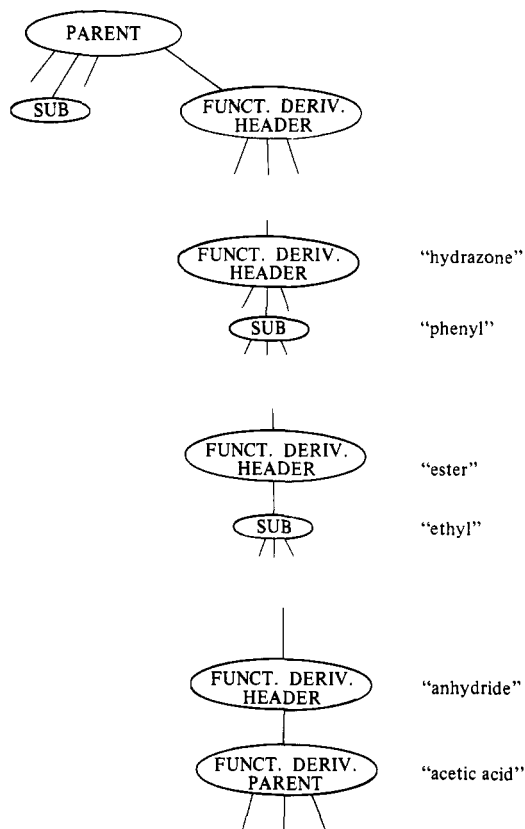 PARENT
SUB
FUNCT. DERIV.
HEADER
FUNCT. DERIV.
HEADER
"hydrazone"
SUB
"phenyl"
FUNCT. DERIV.
HEADER
"ester"
SUB
"ethyl"
FUNCT. DERIV.
HEADER
"anhydride"
FUNCT. DERIV.
PARENT
"acetic acid"